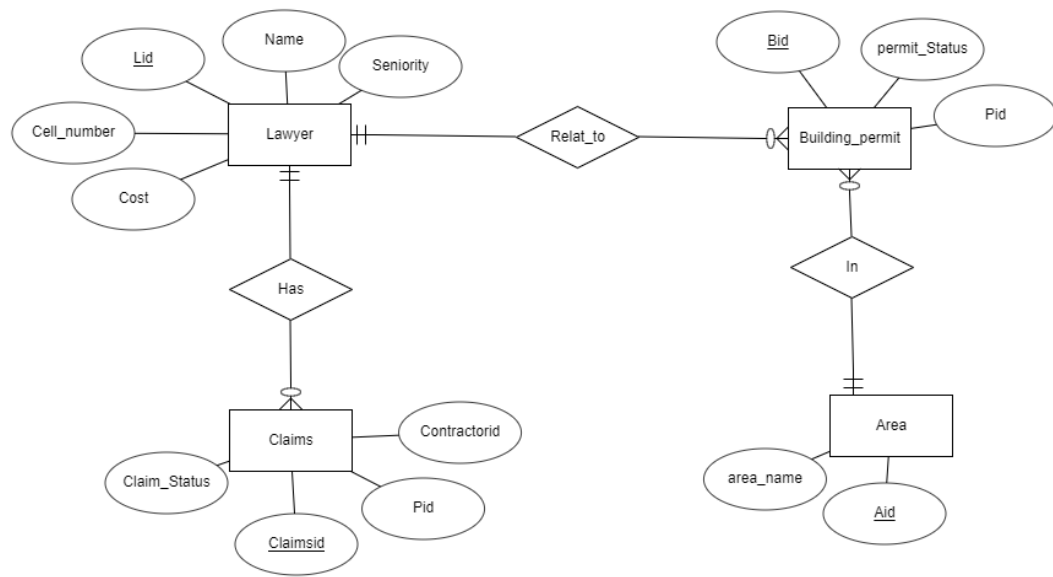 Name
Bid
permit_Status
Lid
Seniority
Pid
Cell_number
Lawyer
Relat_to
Building_permit
Cost
In
Has
Contractorid
Area
Claims
area_name
Claim_Status
Pid
Aid
Claimsid